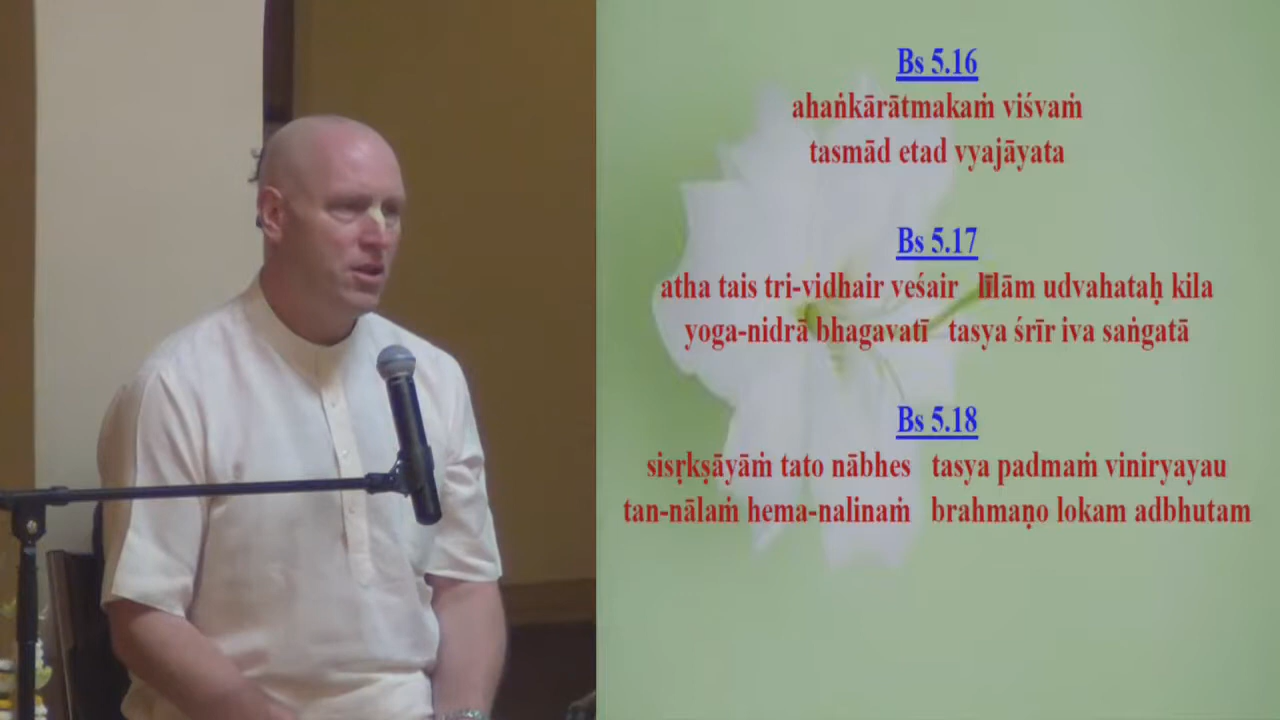 Bs 5.16
ahaṅkārātmakaṁ viśvaṁ
tasmād etad vyajāyata
Bs 5.17
atha tais tri-vidhair veśair līlām udvahataḥ kila
yoga-nidrā bhagavatī tasya śrīr iva saṅgatā
Bs 5.18
sisṛkṣāyāṁ tato nābhes tasya padmaṁ viniryayau
tan-nālaṁ hema-nalinaṁ brahmaṇo lokam adbhutam